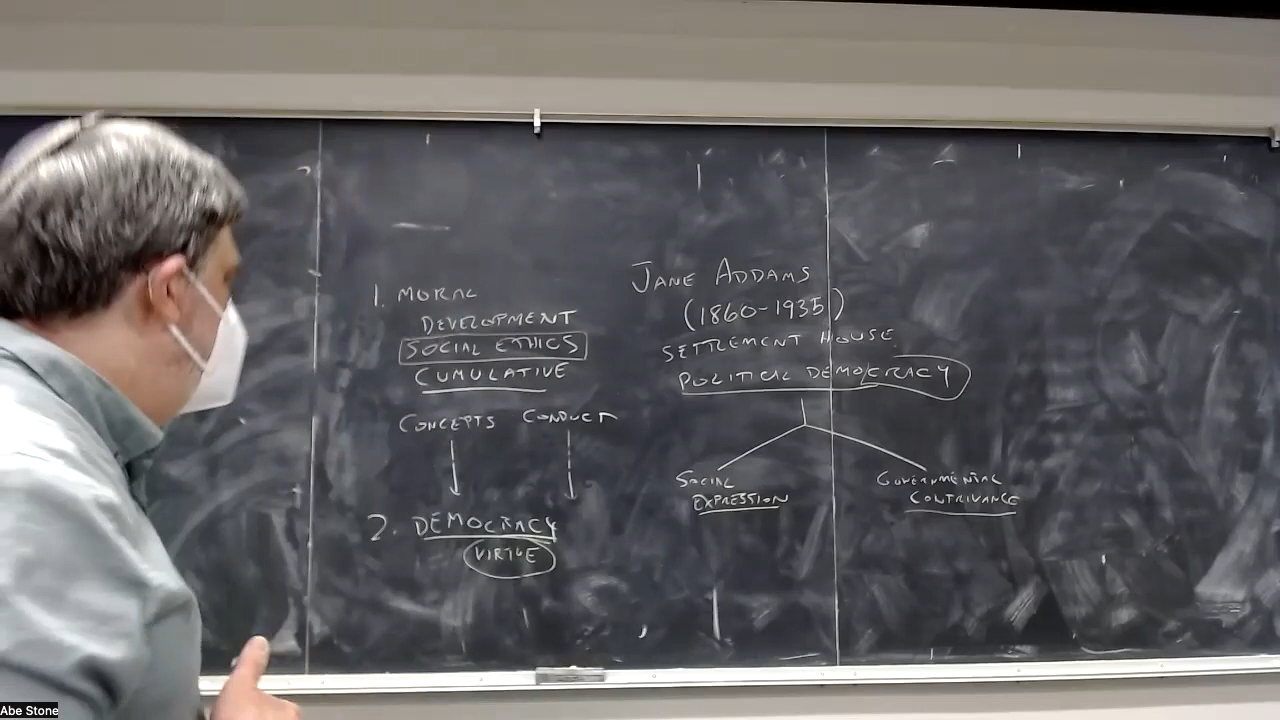 1. MORAL
DEVELOPMENT
SOCIAL ETHICS
CUMULATIVE
CONCEPTS CONDUCT
2. DEMOCRACY
VIRTUE
JANE ADDAMS
(1860-1935)
SETTLEMENT HOUSE
POLITICAL DEMOCRACY
SOCIAL
EXPRESSION
GOVERNMENTAL
CONTRIVANCE
Abe Stone